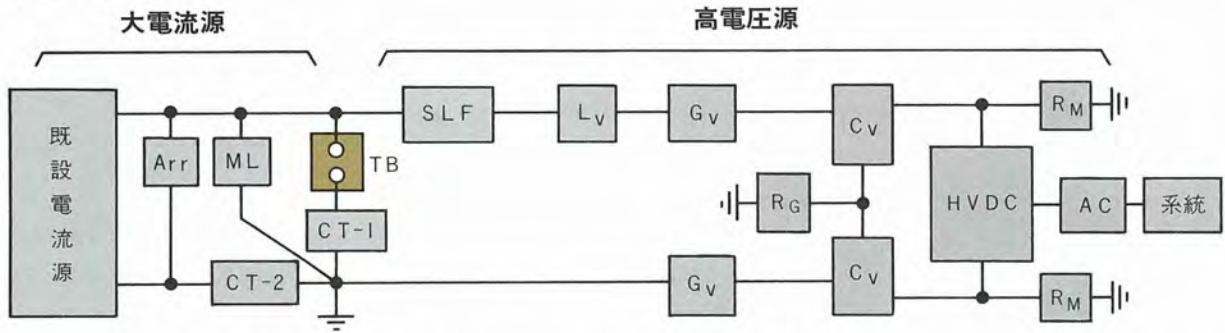 大電流源
高電圧源
既設電流源
Arr
ML
TB
CT-1
CT-2
SLF
LV
GV
CV
RG
GV
CV
HVDC
RM
AC
系統
RM